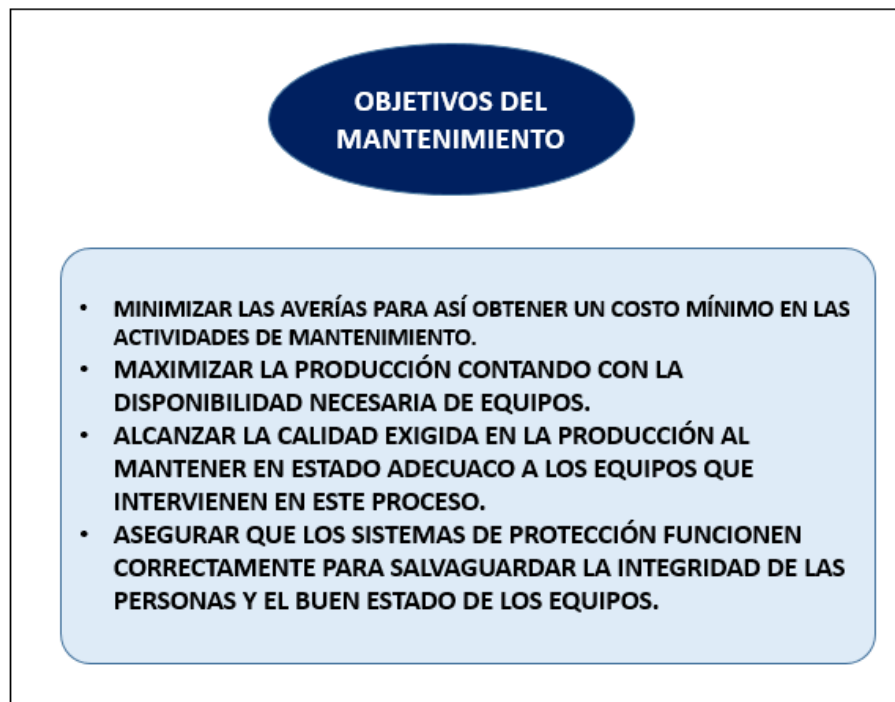 OBJETIVOS DEL
MANTENIMIENTO
• MINIMIZAR LAS AVERÍAS PARA ASÍ OBTENER UN COSTO MÍNIMO EN LAS
ACTIVIDADES DE MANTENIMIENTO.
• MAXIMIZAR LA PRODUCCIÓN CONTANDO CON LA
DISPONIBILIDAD NECESARIA DE EQUIPOS.
• ALCANZAR LA CALIDAD EXIGIDA EN LA PRODUCCIÓN AL
MANTENER EN ESTADO ADECUACO A LOS EQUIPOS QUE
INTERVIENEN EN ESTE PROCESO.
• ASEGURAR QUE LOS SISTEMAS DE PROTECCIÓN FUNCIONEN
CORRECTAMENTE PARA SALVAGUARDAR LA INTEGRIDAD DE LAS
PERSONAS Y EL BUEN ESTADO DE LOS EQUIPOS.